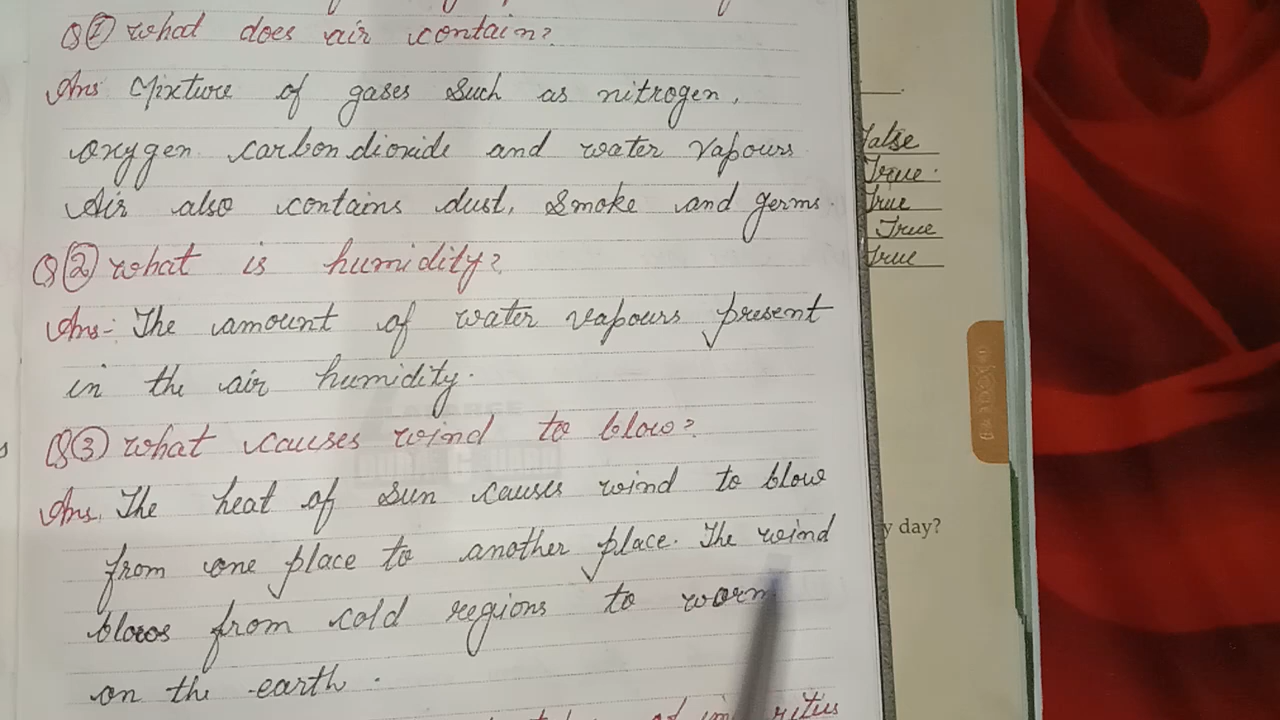 Q① What does air contain?
Ans Mixture of gases such as nitrogen,
oxygen carbon dioxide and water vapours
Air also contains dust, smoke and germs.
Q② What is humidity?
Ans:- The amount of water vapours present
in the air humidity.
Q③ What causes wind to blow?
Ans. The heat of sun causes wind to blow
from one place to another place. The wind
blows from cold regions to worm
on the earth.
False
True.
True
True
True
y day?